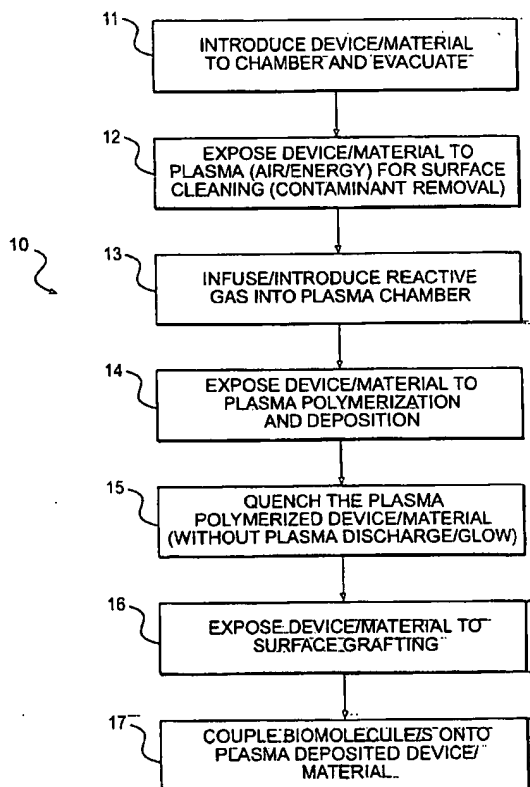 11
INTRODUCE DEVICE/MATERIAL
TO CHAMBER AND EVACUATE
12
EXPOSE DEVICE/MATERIAL TO
PLASMA (AIR/ENERGY) FOR SURFACE
CLEANING (CONTAMINANT REMOVAL)
10
13
INFUSE/INTRODUCE REACTIVE
GAS INTO PLASMA CHAMBER
14
EXPOSE DEVICE/MATERIAL TO
PLASMA POLYMERIZATION
AND DEPOSITION
15
QUENCH THE PLASMA
POLYMERIZED DEVICE/MATERIAL
(WITHOUT PLASMA DISCHARGE/GLOW)
16
EXPOSE DEVICE/MATERIAL TO
SURFACE GRAFTING
17
COUPLE BIOMOLECULE/S ONTO
PLASMA DEPOSITED DEVICE/
MATERIAL